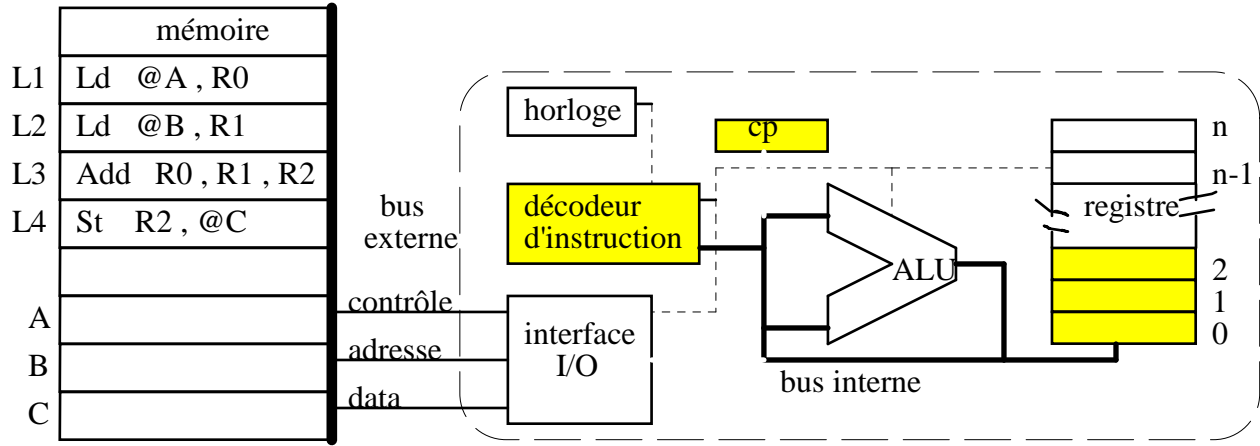 mémoire
L1 Ld @A , R0
L2 Ld @B , R1
L3 Add R0 , R1 , R2
L4 St R2 , @C
A
B
C
bus
externe
contrôle
adresse
data
horloge
cp
décodeur
d'instruction
interface
I/O
ALU
bus interne
n
n-1
registre
2
1
0